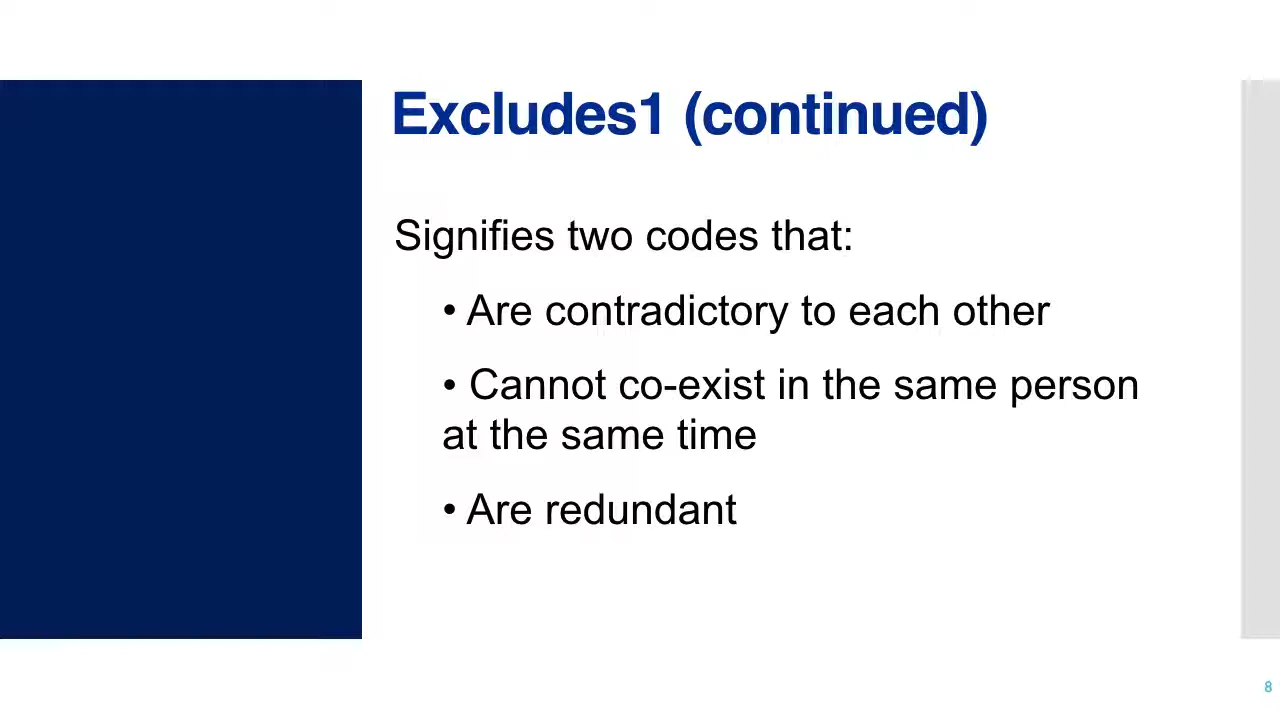 Excludes1 (continued)
Signifies two codes that:
• Are contradictory to each other
• Cannot co-exist in the same person
at the same time
• Are redundant
8